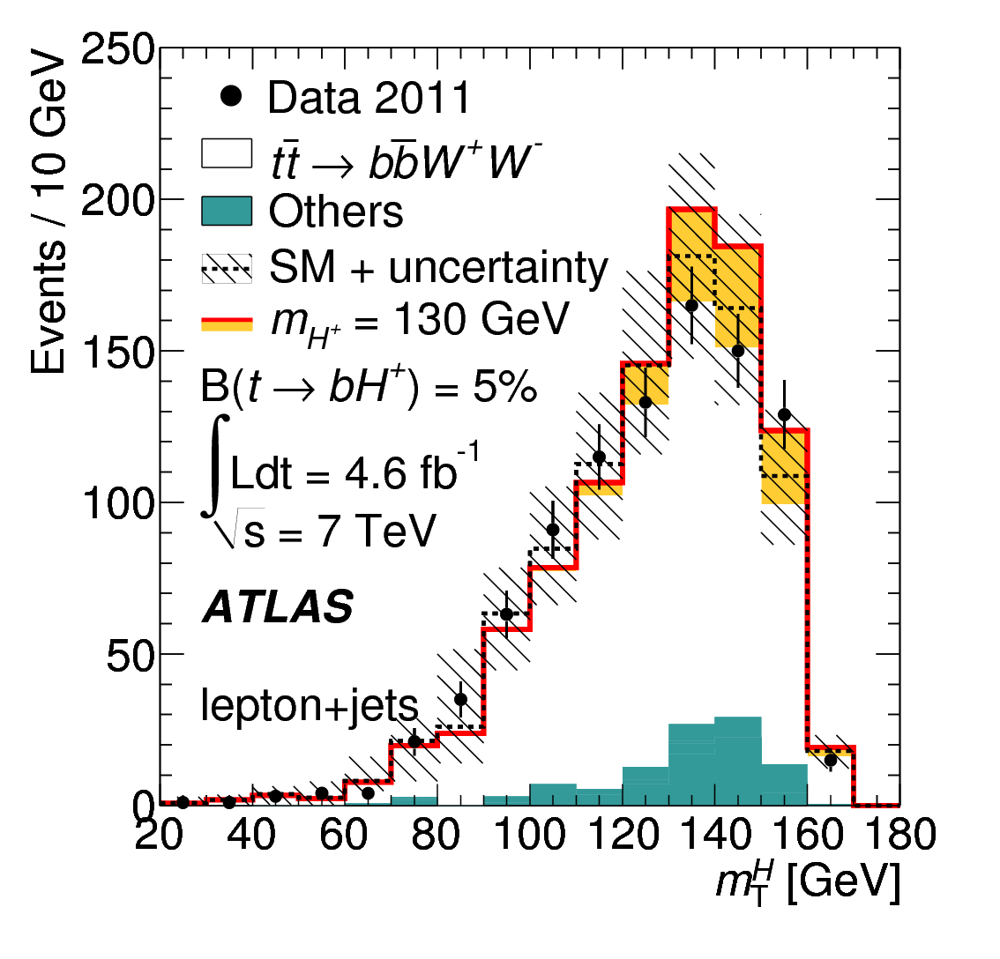 Events / 10 GeV
250
200
150
100
50
0
Data 2011
tt̄ → bb̄W⁺W⁻
Others
SM + uncertainty
m_H⁺ = 130 GeV
B(t → bH⁺) = 5%
∫Ldt = 4.6 fb⁻¹
√s = 7 TeV
ATLAS
lepton+jets
20 40 60 80 100 120 140 160 180
m_T^H [GeV]